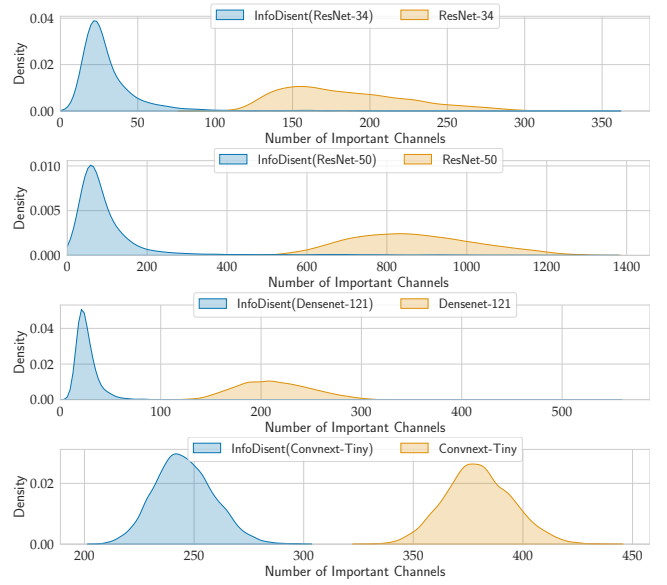 InfoDisent(ResNet-34) ResNet-34
0.04
0.02
0.00
Density
0 50 100 150 200 250 300 350
Number of Important Channels
InfoDisent(ResNet-50) ResNet-50
0.010
0.005
0.000
Density
0 200 400 600 800 1000 1200 1400
Number of Important Channels
InfoDisent(Densenet-121) Densenet-121
0.04
0.02
0.00
Density
0 100 200 300 400 500
Number of Important Channels
InfoDisent(Convnext-Tiny) Convnext-Tiny
0.02
0.00
Density
200 250 300 350 400 450
Number of Important Channels